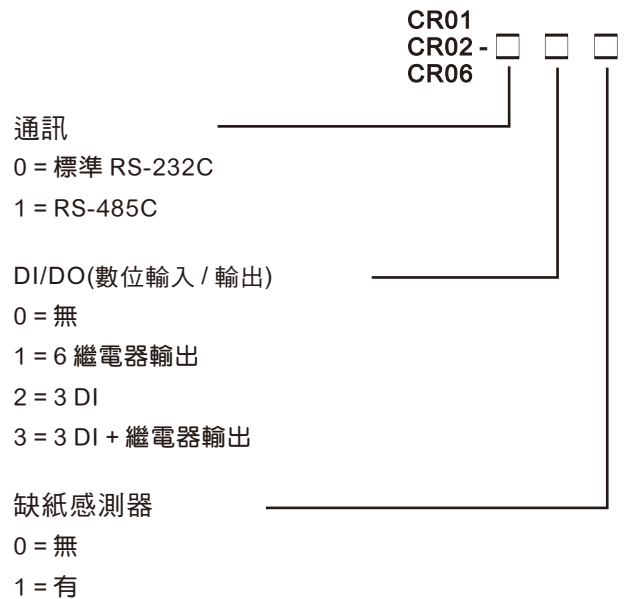 CR01
CR02 - □ □ □
CR06
通訊
0 = 標準 RS-232C
1 = RS-485C
DI/DO(數位輸入 / 輸出)
0 = 無
1 = 6 繼電器輸出
2 = 3 DI
3 = 3 DI + 繼電器輸出
缺紙感測器
0 = 無
1 = 有